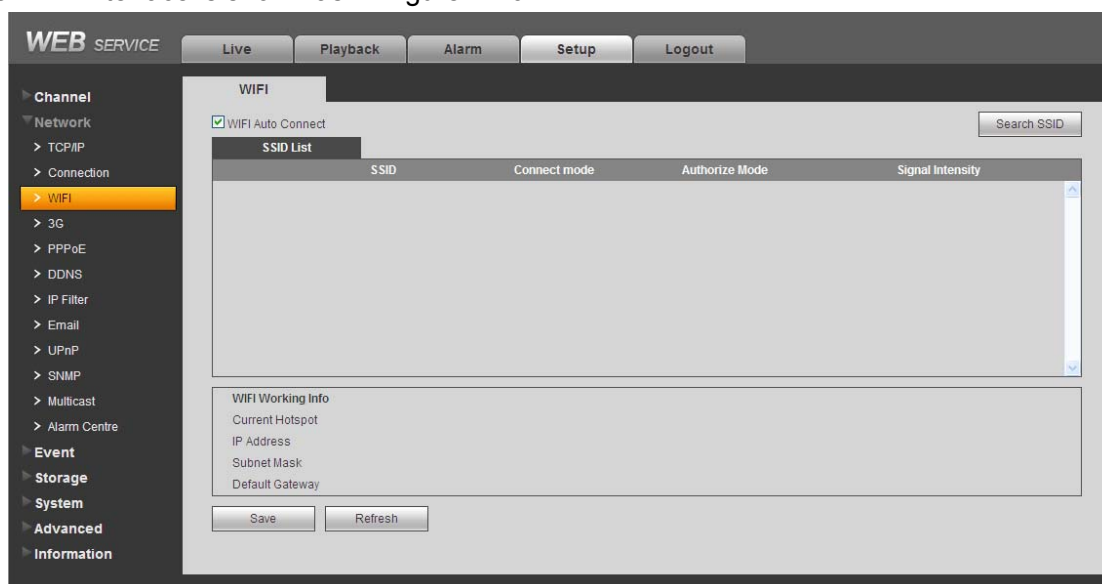 WEB SERVICE
Live Playback Alarm Setup Logout
Channel
Network
> TCP/IP
> Connection
> WIFI
> 3G
> PPPoE
> DDNS
> IP Filter
> Email
> UPnP
> SNMP
> Multicast
> Alarm Centre
Event
Storage
System
Advanced
Information
WIFI
WIFI Auto Connect
Search SSID
SSID List
SSID Connect mode Authorize Mode Signal Intensity
WIFI Working Info
Current Hotspot
IP Address
Subnet Mask
Default Gateway
Save Refresh